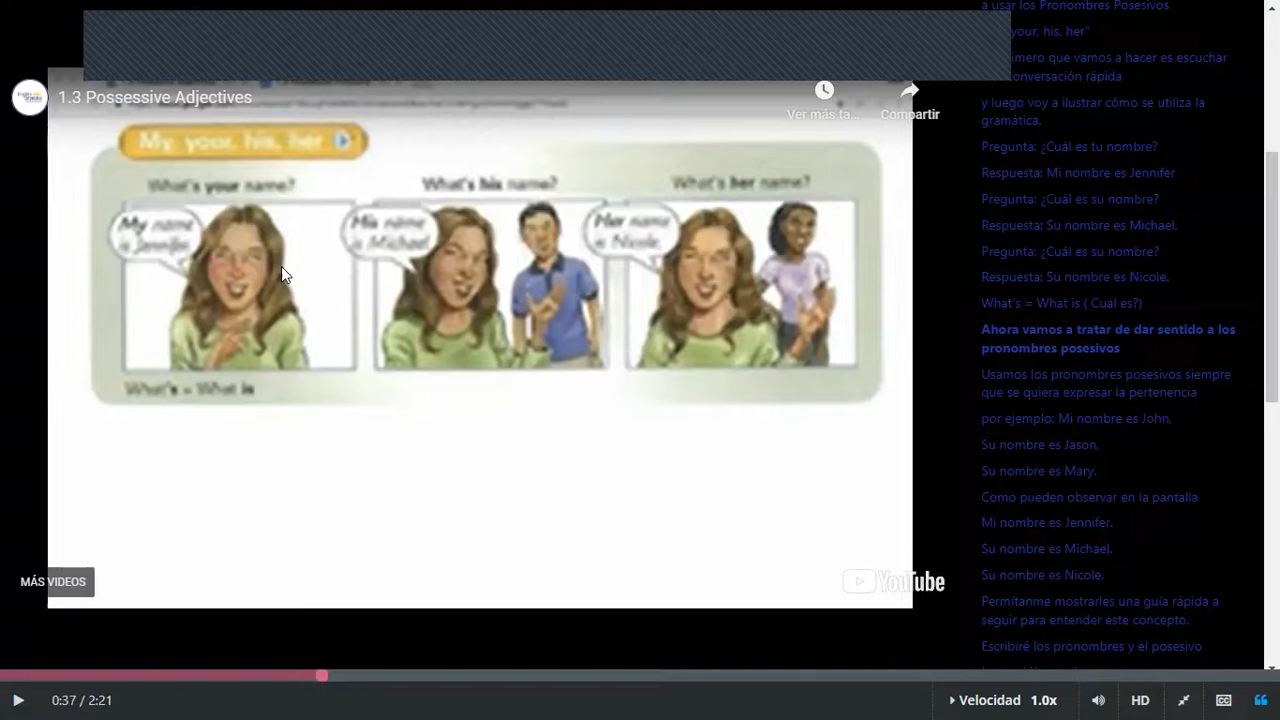 1.3 Possessive Adjectives
Ver más ta...
Compartir
My, your, his, her
What's your name?
What's his name?
What's her name?
My name
is Jennifer.
His name
is Michael.
Her name
is Nicole.
What's = What is
MÁS VIDEOS
YouTube
a usar los Pronombres Posesivos
your, his, her"
vamos a hacer es escuchar
conversación rápida
y luego voy a ilustrar cómo se utiliza la
gramática.
Pregunta: ¿Cuál es tu nombre?
Respuesta: Mi nombre es Jennifer
Pregunta: ¿Cuál es su nombre?
Respuesta: Su nombre es Michael.
Pregunta: ¿Cuál es su nombre?
Respuesta: Su nombre es Nicole.
What's = What is ( Cual es?)
Ahora vamos a tratar de dar sentido a los
pronombres posesivos
Usamos los pronombres posesivos siempre
que se quiera expresar la pertenencia
por ejemplo: Mi nombre es John,
Su nombre es Jason,
Su nombre es Mary.
Como pueden observar en la pantalla
Mi nombre es Jennifer.
Su nombre es Michael.
Su nombre es Nicole.
Permítanme mostrarles una guía rápida a
seguir para entender este concepto.
Escribiré los pronombres y el posesivo
0:37 / 2:21
Velocidad 1.0x
HD
CC